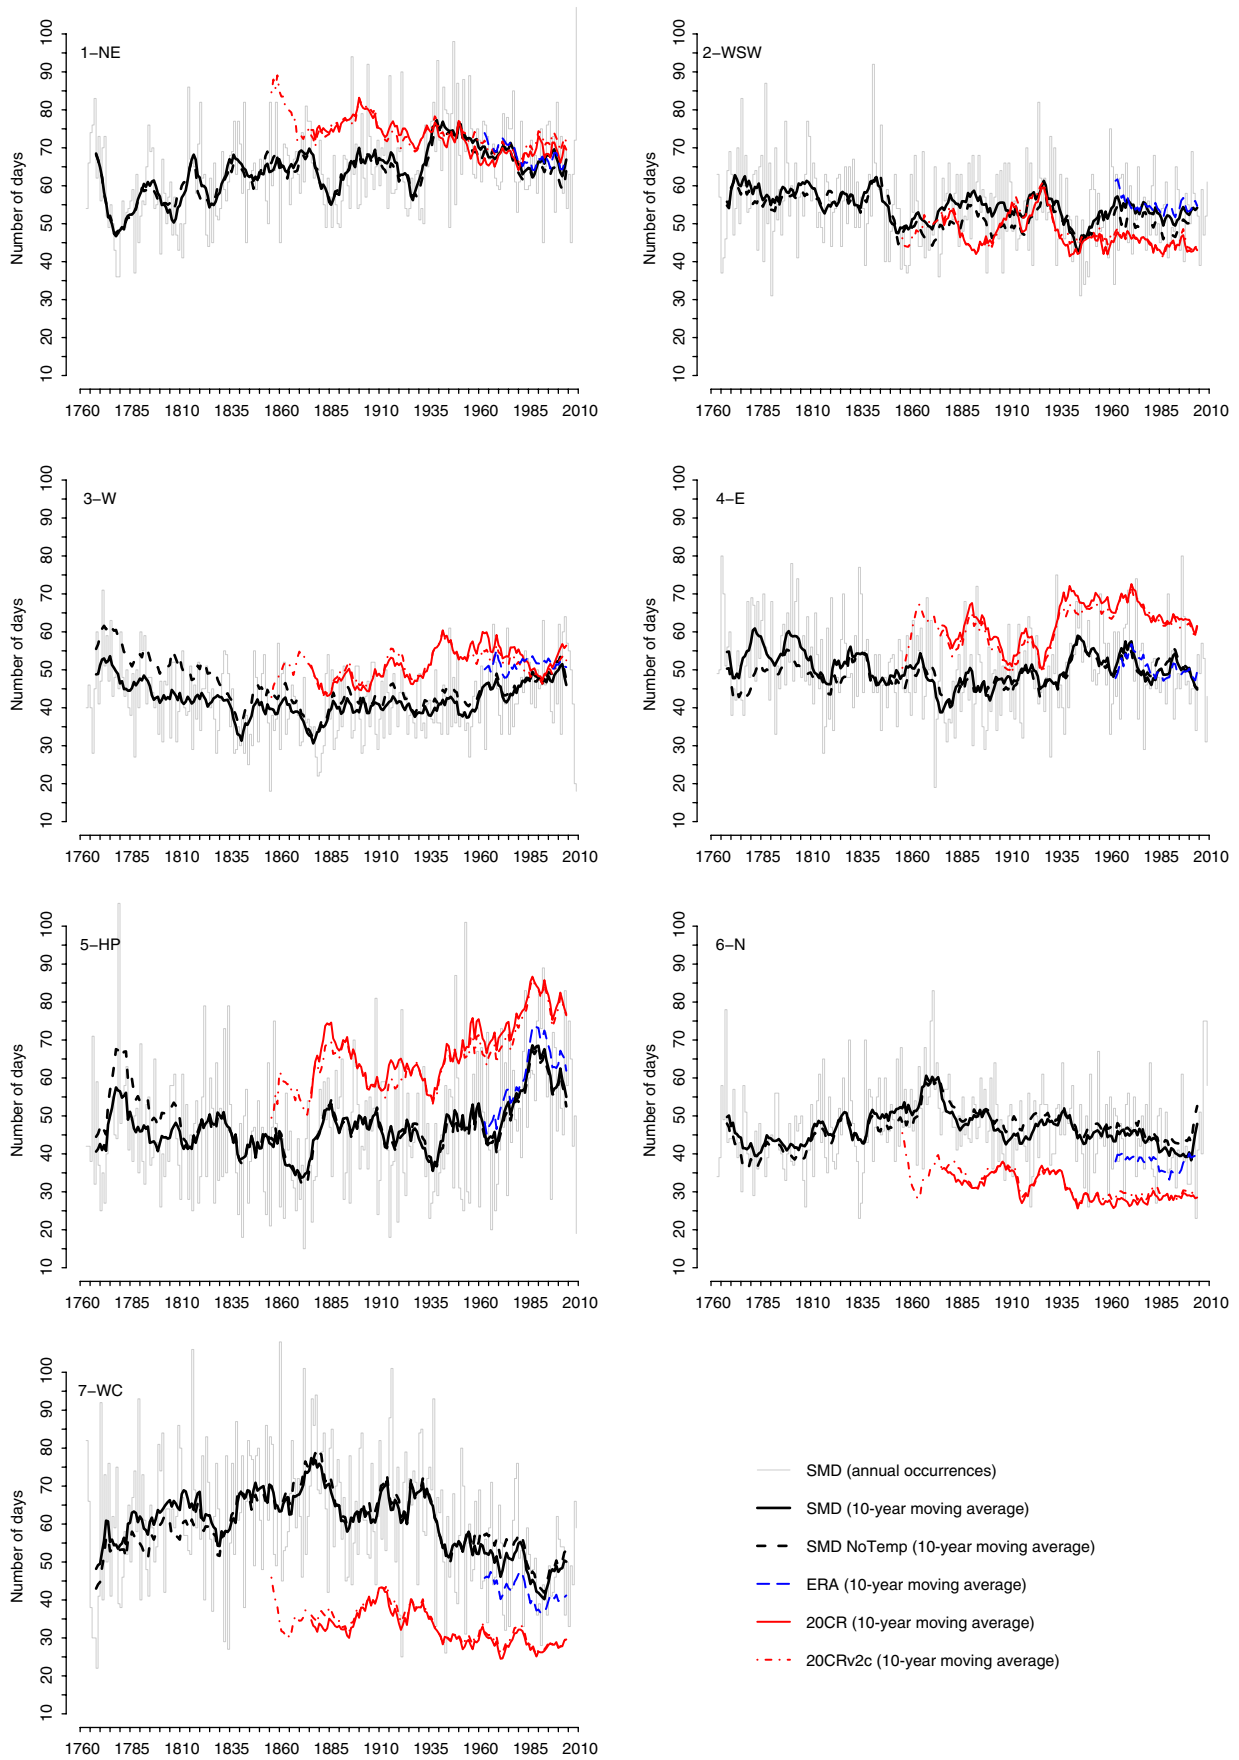 1−NE
Number of days
10 20 30 40 50 60 70 80 90 100
1760 1785 1810 1835 1860 1885 1910 1935 1960 1985 2010
2−WSW
Number of days
10 20 30 40 50 60 70 80 90 100
1760 1785 1810 1835 1860 1885 1910 1935 1960 1985 2010
3−W
Number of days
10 20 30 40 50 60 70 80 90 100
1760 1785 1810 1835 1860 1885 1910 1935 1960 1985 2010
4−E
Number of days
10 20 30 40 50 60 70 80 90 100
1760 1785 1810 1835 1860 1885 1910 1935 1960 1985 2010
5−HP
Number of days
10 20 30 40 50 60 70 80 90 100
1760 1785 1810 1835 1860 1885 1910 1935 1960 1985 2010
6−N
Number of days
10 20 30 40 50 60 70 80 90 100
1760 1785 1810 1835 1860 1885 1910 1935 1960 1985 2010
7−WC
Number of days
10 20 30 40 50 60 70 80 90 100
1760 1785 1810 1835 1860 1885 1910 1935 1960 1985 2010
SMD (annual occurrences)
SMD (10-year moving average)
SMD NoTemp (10-year moving average)
ERA (10-year moving average)
20CR (10-year moving average)
20CRv2c (10-year moving average)